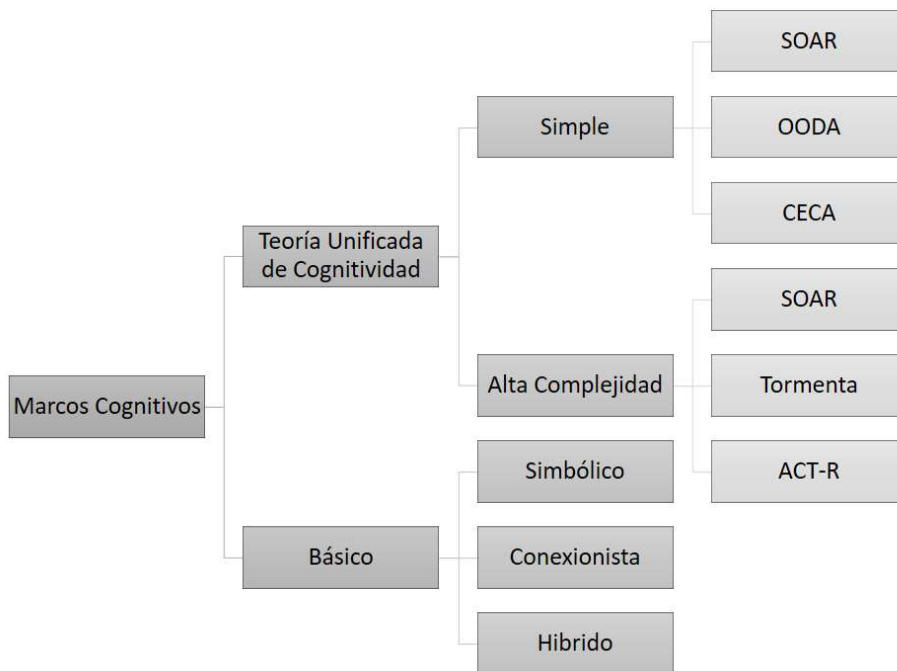 Marcos Cognitivos
Teoría Unificada
de Cognitividad
Simple
SOAR
OODA
CECA
Alta Complejidad
SOAR
Tormenta
ACT-R
Básico
Simbólico
Conexionista
Hibrido